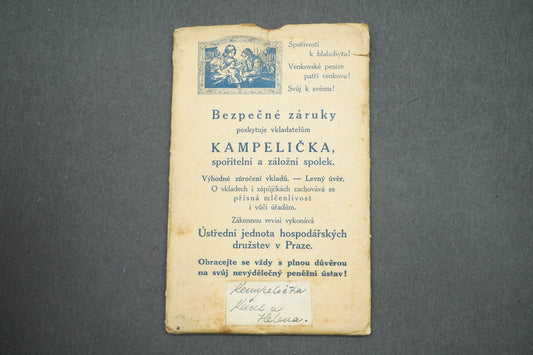 Spořivostí
k blahobytu!
Venkovské peníze
patří venkovu!
Svůj k svému!
Bezpečné záruky
poskytuje vkladatelům
KAMPELIČKA,
spořitelní a záložní spolek.
Výhodné zúročení vkladů. — Levný úvěr.
O vkladech i zápůjčkách zachovává se
přísná mlčenlivost
i vůči úřadům.
Zákonnou revisi vykonává
Ústřední jednota hospodářských
družstev v Praze.
Obracejte se vždy s plnou důvěrou
na svůj nevýdělečný peněžní ústav!
Kampelička
Karel a
Helena.